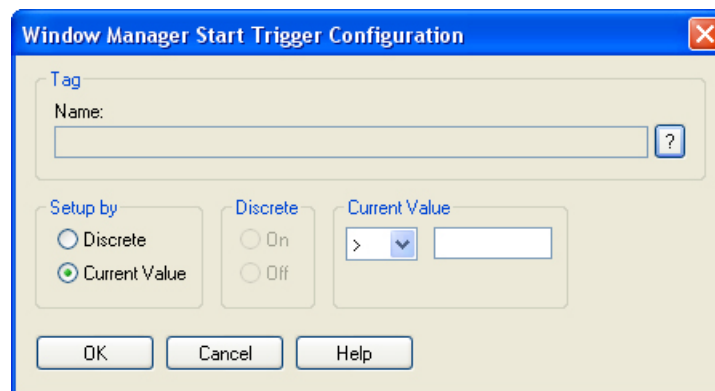 Window Manager Start Trigger Configuration
Tag
Name:
?
Setup by
Discrete
Current Value
Discrete
On
Off
Current Value
>
OK
Cancel
Help